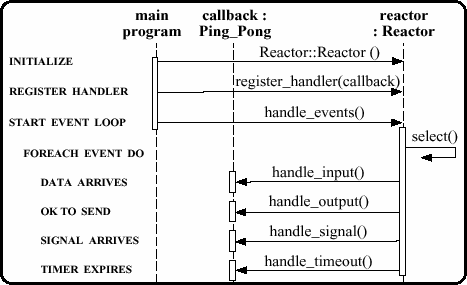 main program
callback : Ping_Pong
reactor : Reactor
INITIALIZE
Reactor::Reactor ()
REGISTER HANDLER
register_handler(callback)
START EVENT LOOP
handle_events()
select()
FOREACH EVENT DO
DATA ARRIVES
handle_input()
OK TO SEND
handle_output()
SIGNAL ARRIVES
handle_signal()
TIMER EXPIRES
handle_timeout()